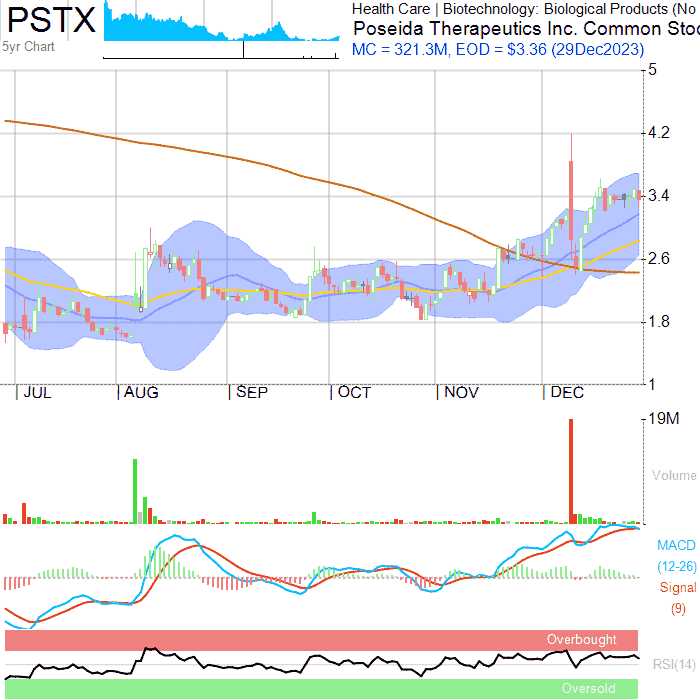 PSTX
5yr Chart
Health Care | Biotechnology: Biological Products (No
Poseida Therapeutics Inc. Common Stoc
MC = 321.3M, EOD = $3.36 (29Dec2023)
5
4.2
3.4
2.6
1.8
1
JUL AUG SEP OCT NOV DEC
19M
Volume
MACD
(12-26)
Signal
(9)
Overbought
RSI(14)
Oversold